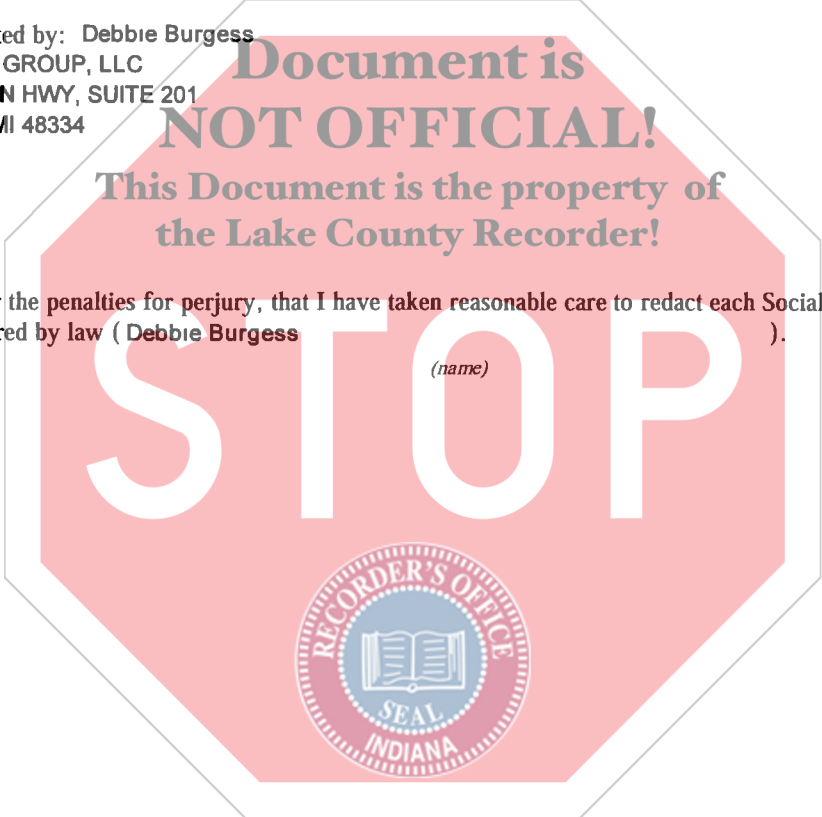 ted by: Debbie Burgess
GROUP, LLC
N HWY, SUITE 201
MI 48334
Document is
NOT OFFICIAL!
This Document is the property of
the Lake County Recorder!
the penalties for perjury, that I have taken reasonable care to redact each Social
red by law ( Debbie Burgess ).
(name)
STOP
RECORDER'S OFFICE
SEAL
INDIANA